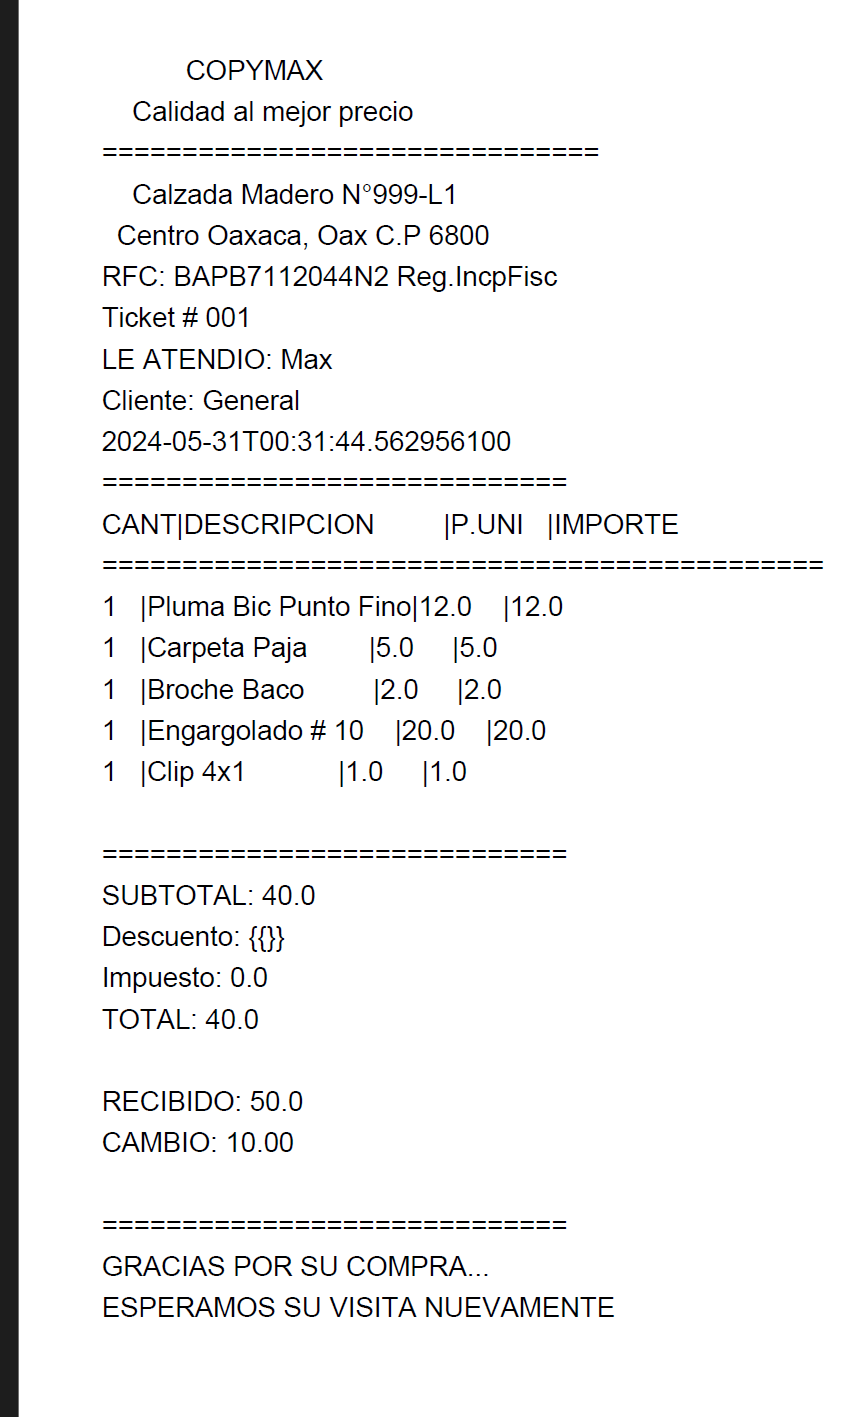 COPYMAX
Calidad al mejor precio
===============================
Calzada Madero N°999-L1
Centro Oaxaca, Oax C.P 6800
RFC: BAPB7112044N2 Reg.IncpFisc
Ticket # 001
LE ATENDIO: Max
Cliente: General
2024-05-31T00:31:44.562956100
=============================
CANT|DESCRIPCION |P.UNI |IMPORTE
=============================================
1 |Pluma Bic Punto Fino|12.0 |12.0
1 |Carpeta Paja |5.0 |5.0
1 |Broche Baco |2.0 |2.0
1 |Engargolado # 10 |20.0 |20.0
1 |Clip 4x1 |1.0 |1.0
=============================
SUBTOTAL: 40.0
Descuento: {{}}
Impuesto: 0.0
TOTAL: 40.0
RECIBIDO: 50.0
CAMBIO: 10.00
=============================
GRACIAS POR SU COMPRA...
ESPERAMOS SU VISITA NUEVAMENTE